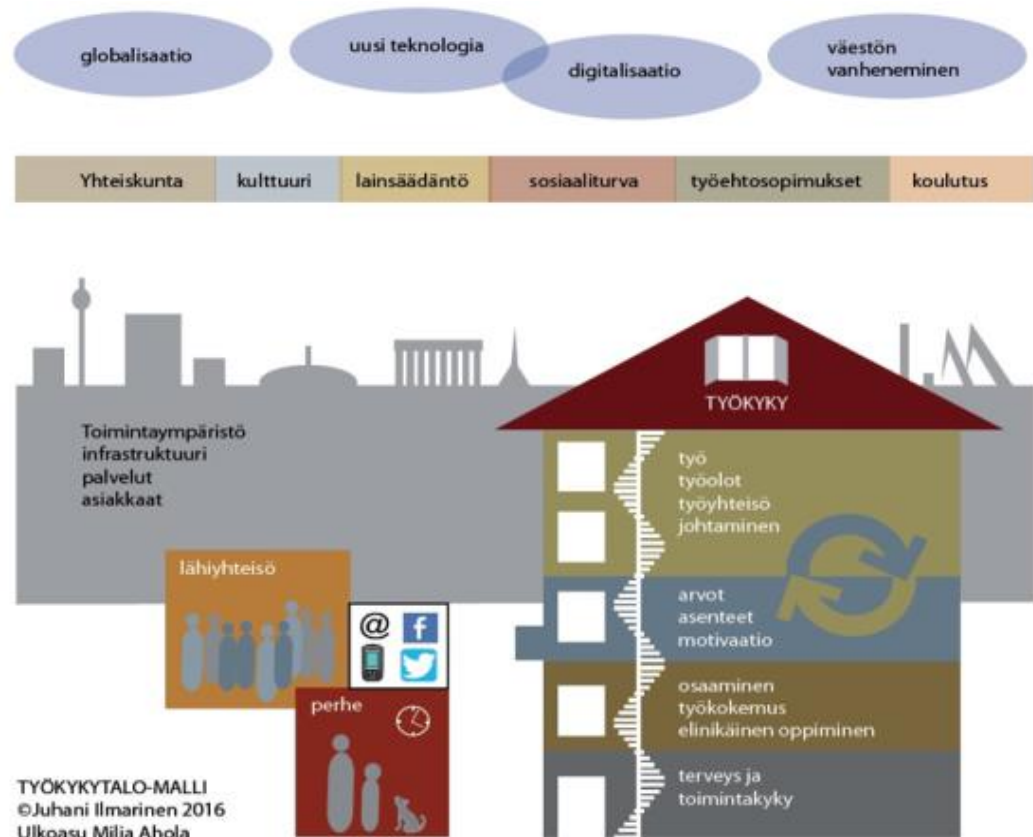 globalisaatio
uusi teknologia
digitalisaatio
väestön
vanheneminen
Yhteiskunta
kulttuuri
lainsäädäntö
sosiaaliturva
työehtosopimukset
koulutus
TYÖKYKY
Toimintaympäristö
infrastruktuuri
palvelut
asiakkaat
työ
työolot
työyhteisö
johtaminen
lähiyhteisö
@ f
arvot
asenteet
motivaatio
perhe
osaaminen
työkokemus
elinikäinen oppiminen
terveys ja
toimintakyky
TYÖKYKYTALO-MALLI
©Juhani Ilmarinen 2016
Ulkoasu Milja Ahola